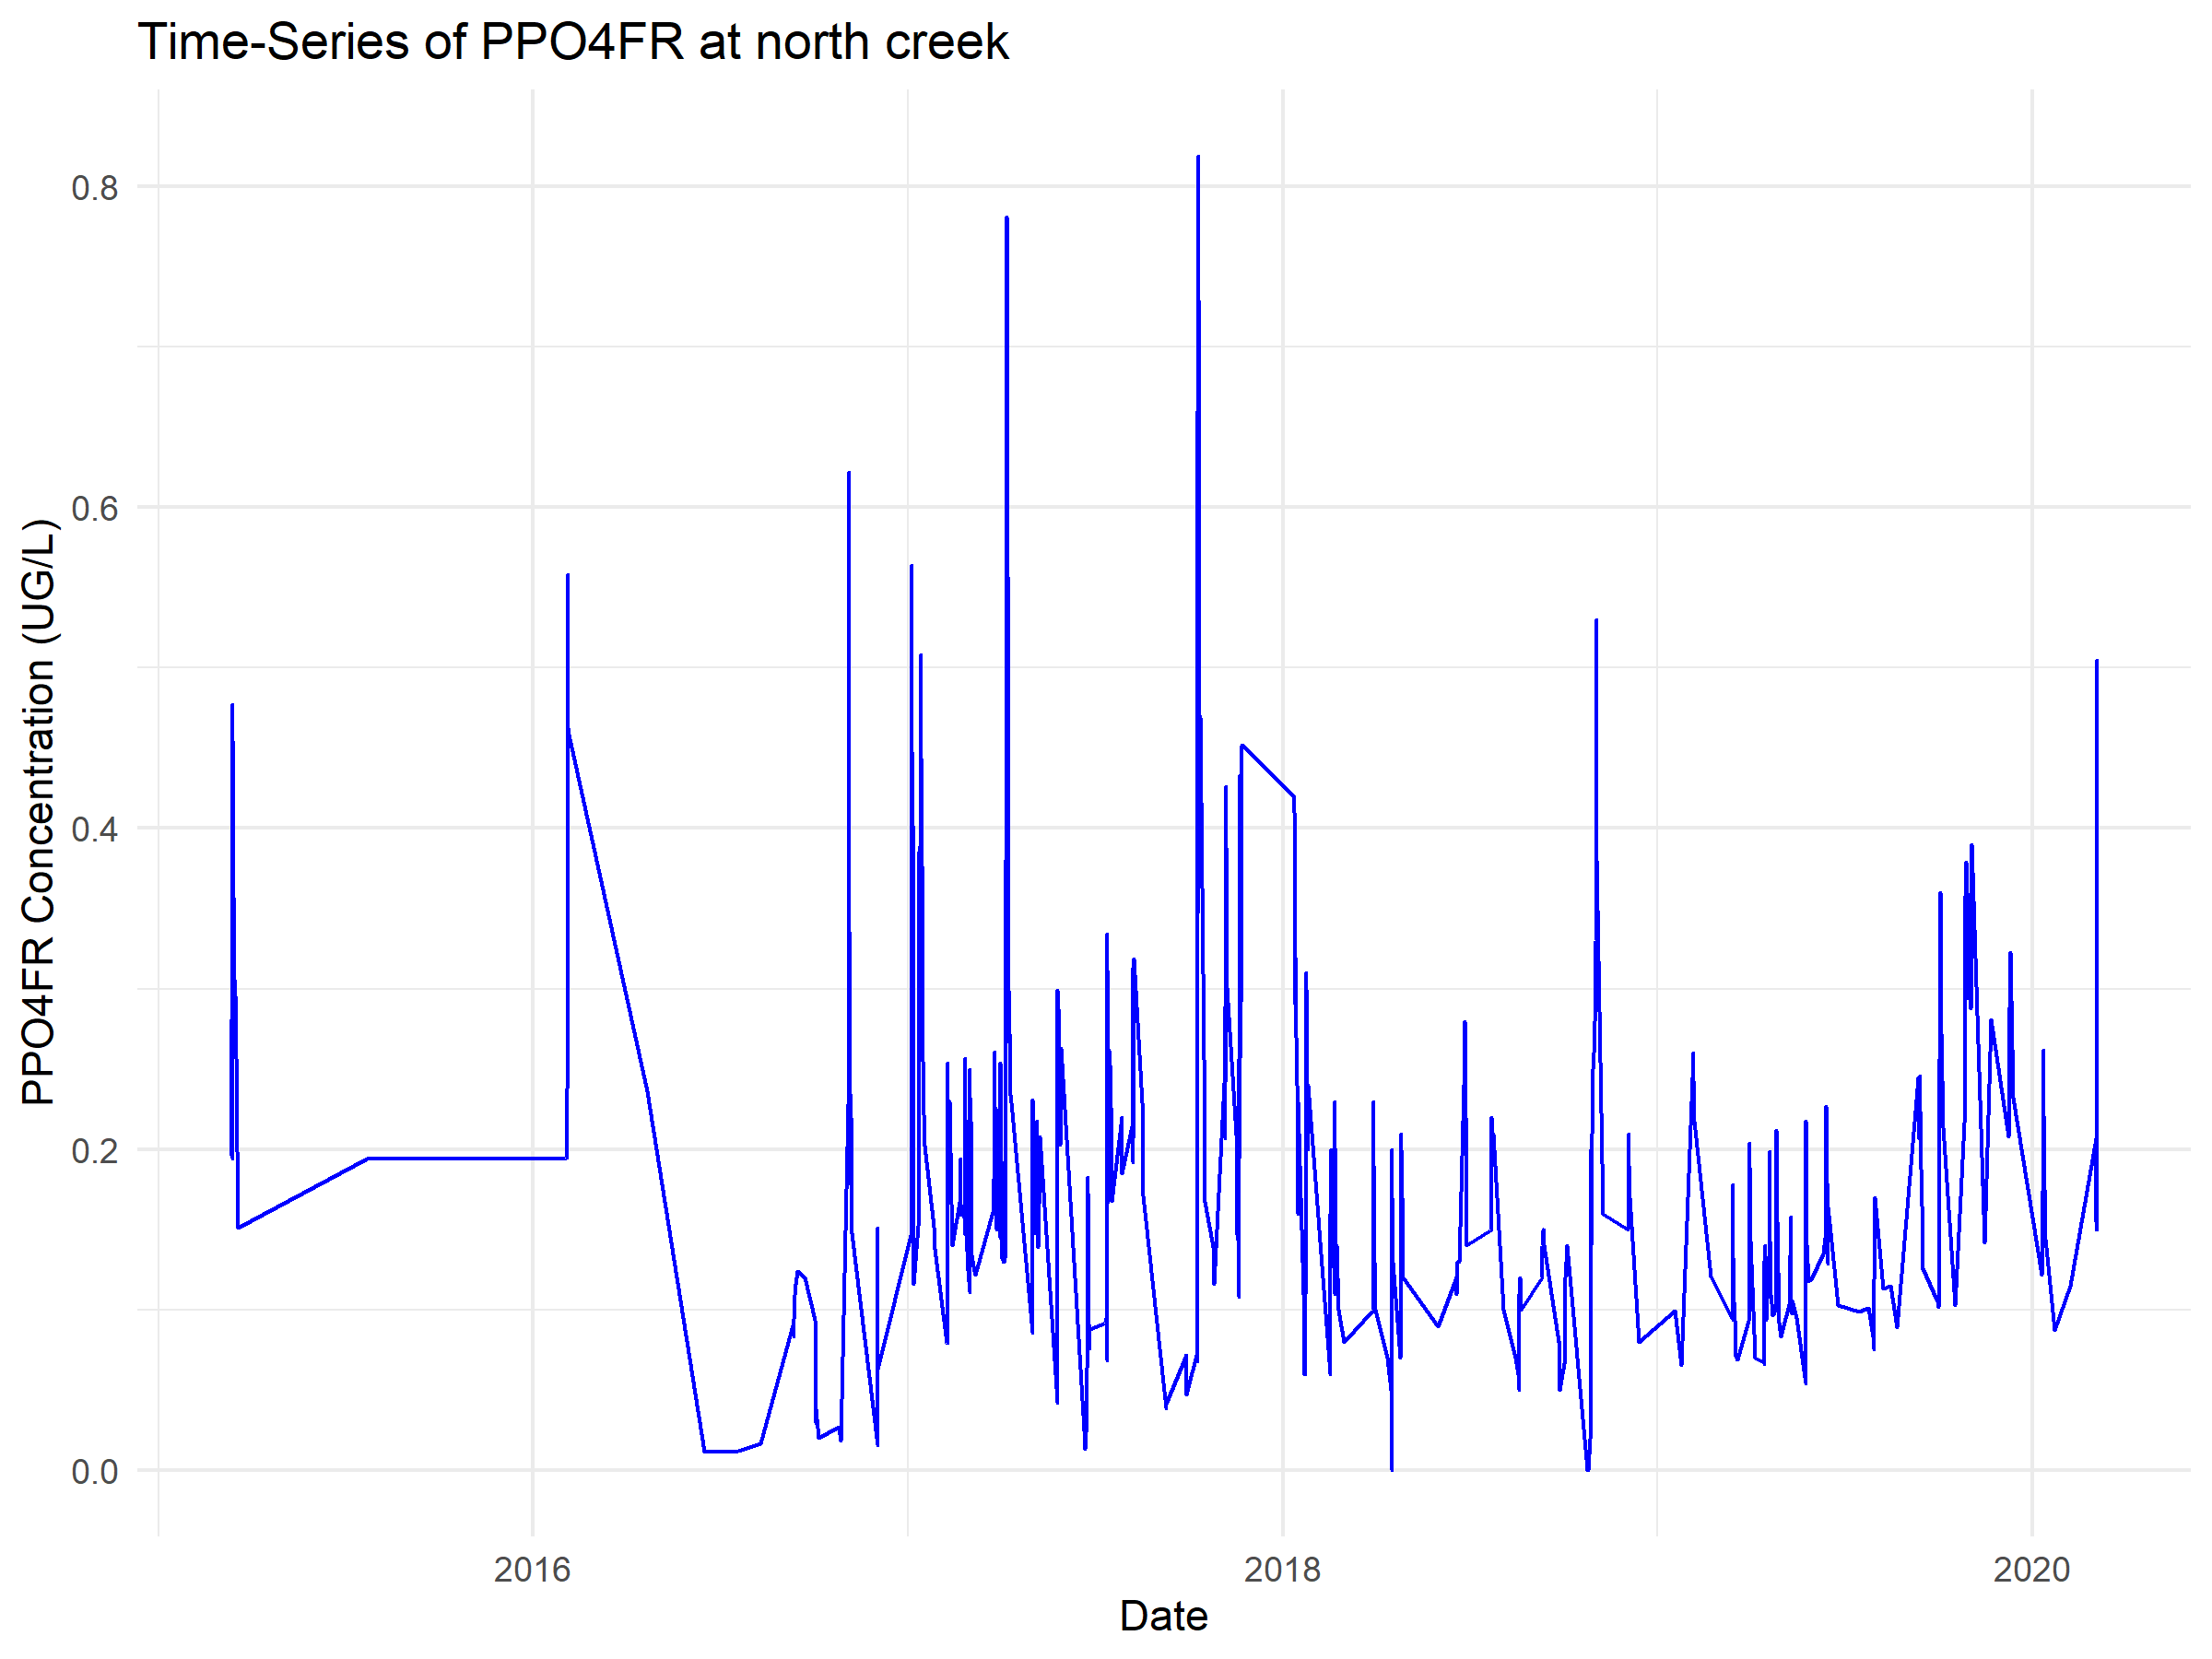 Time-Series of PPO4FR at north creek
PPO4FR Concentration (UG/L)
0.8
0.6
0.4
0.2
0.0
2016
2018
2020
Date